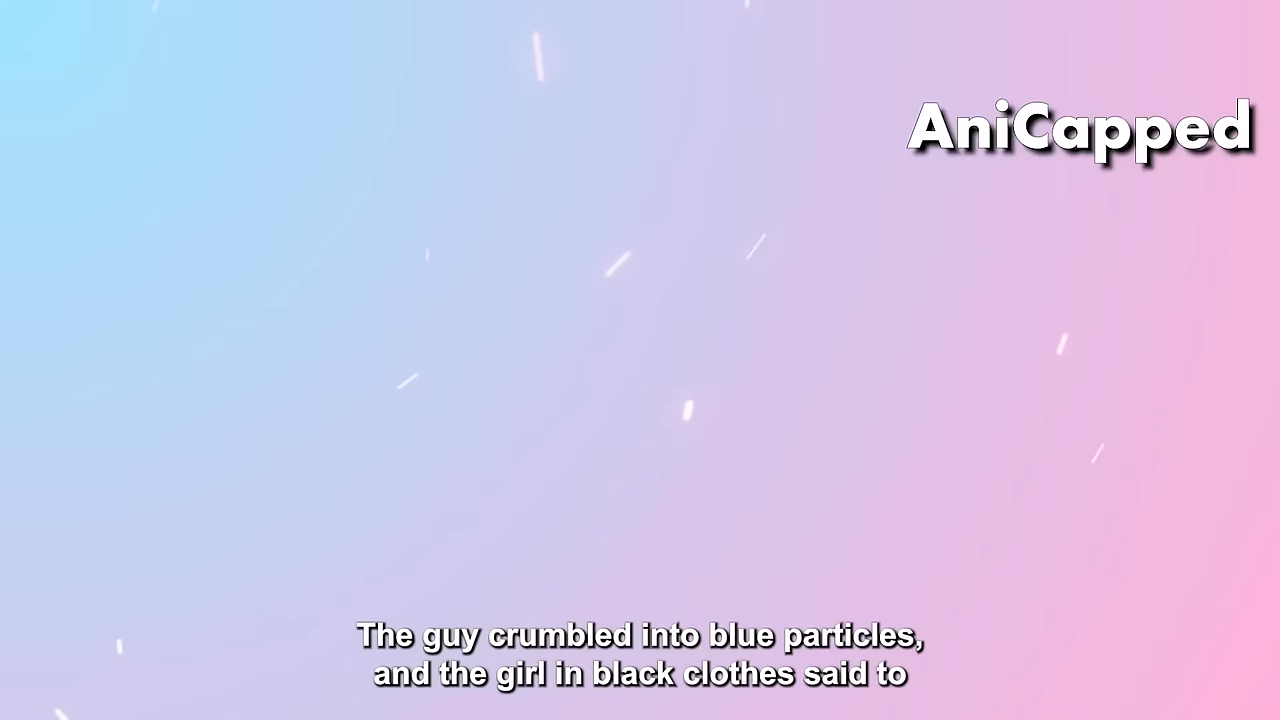 AniCapped
The guy crumbled into blue particles,
and the girl in black clothes said to